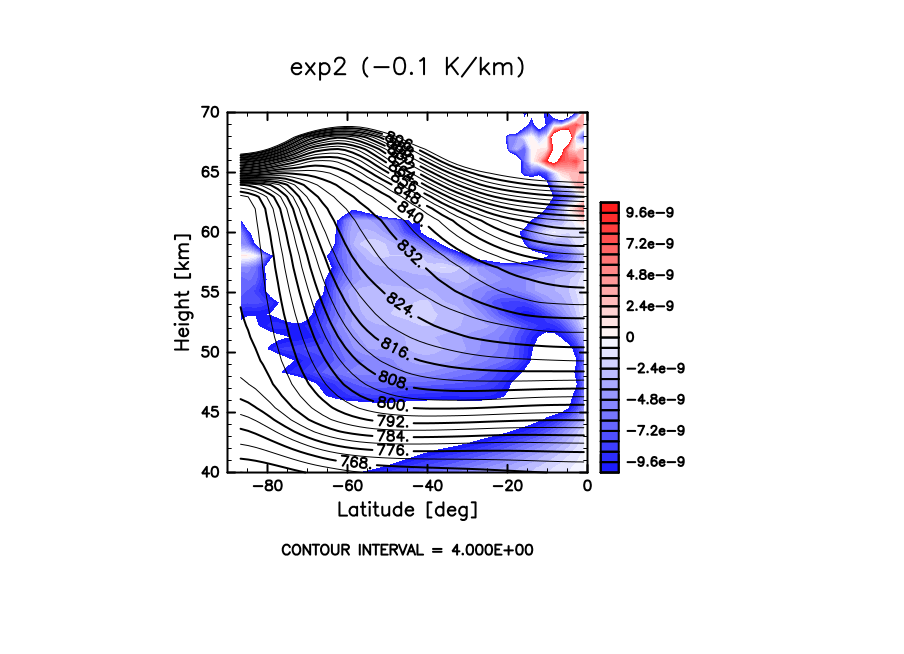 exp2 (−0.1 K/km)
70
65
60
55
50
45
40
Height [km]
848.
840.
832.
824.
816.
808.
800.
792.
784.
776.
768.
−80
−60
−40
−20
0
Latitude [deg]
9.6e−9
7.2e−9
4.8e−9
2.4e−9
0
−2.4e−9
−4.8e−9
−7.2e−9
−9.6e−9
CONTOUR INTERVAL = 4.000E+00